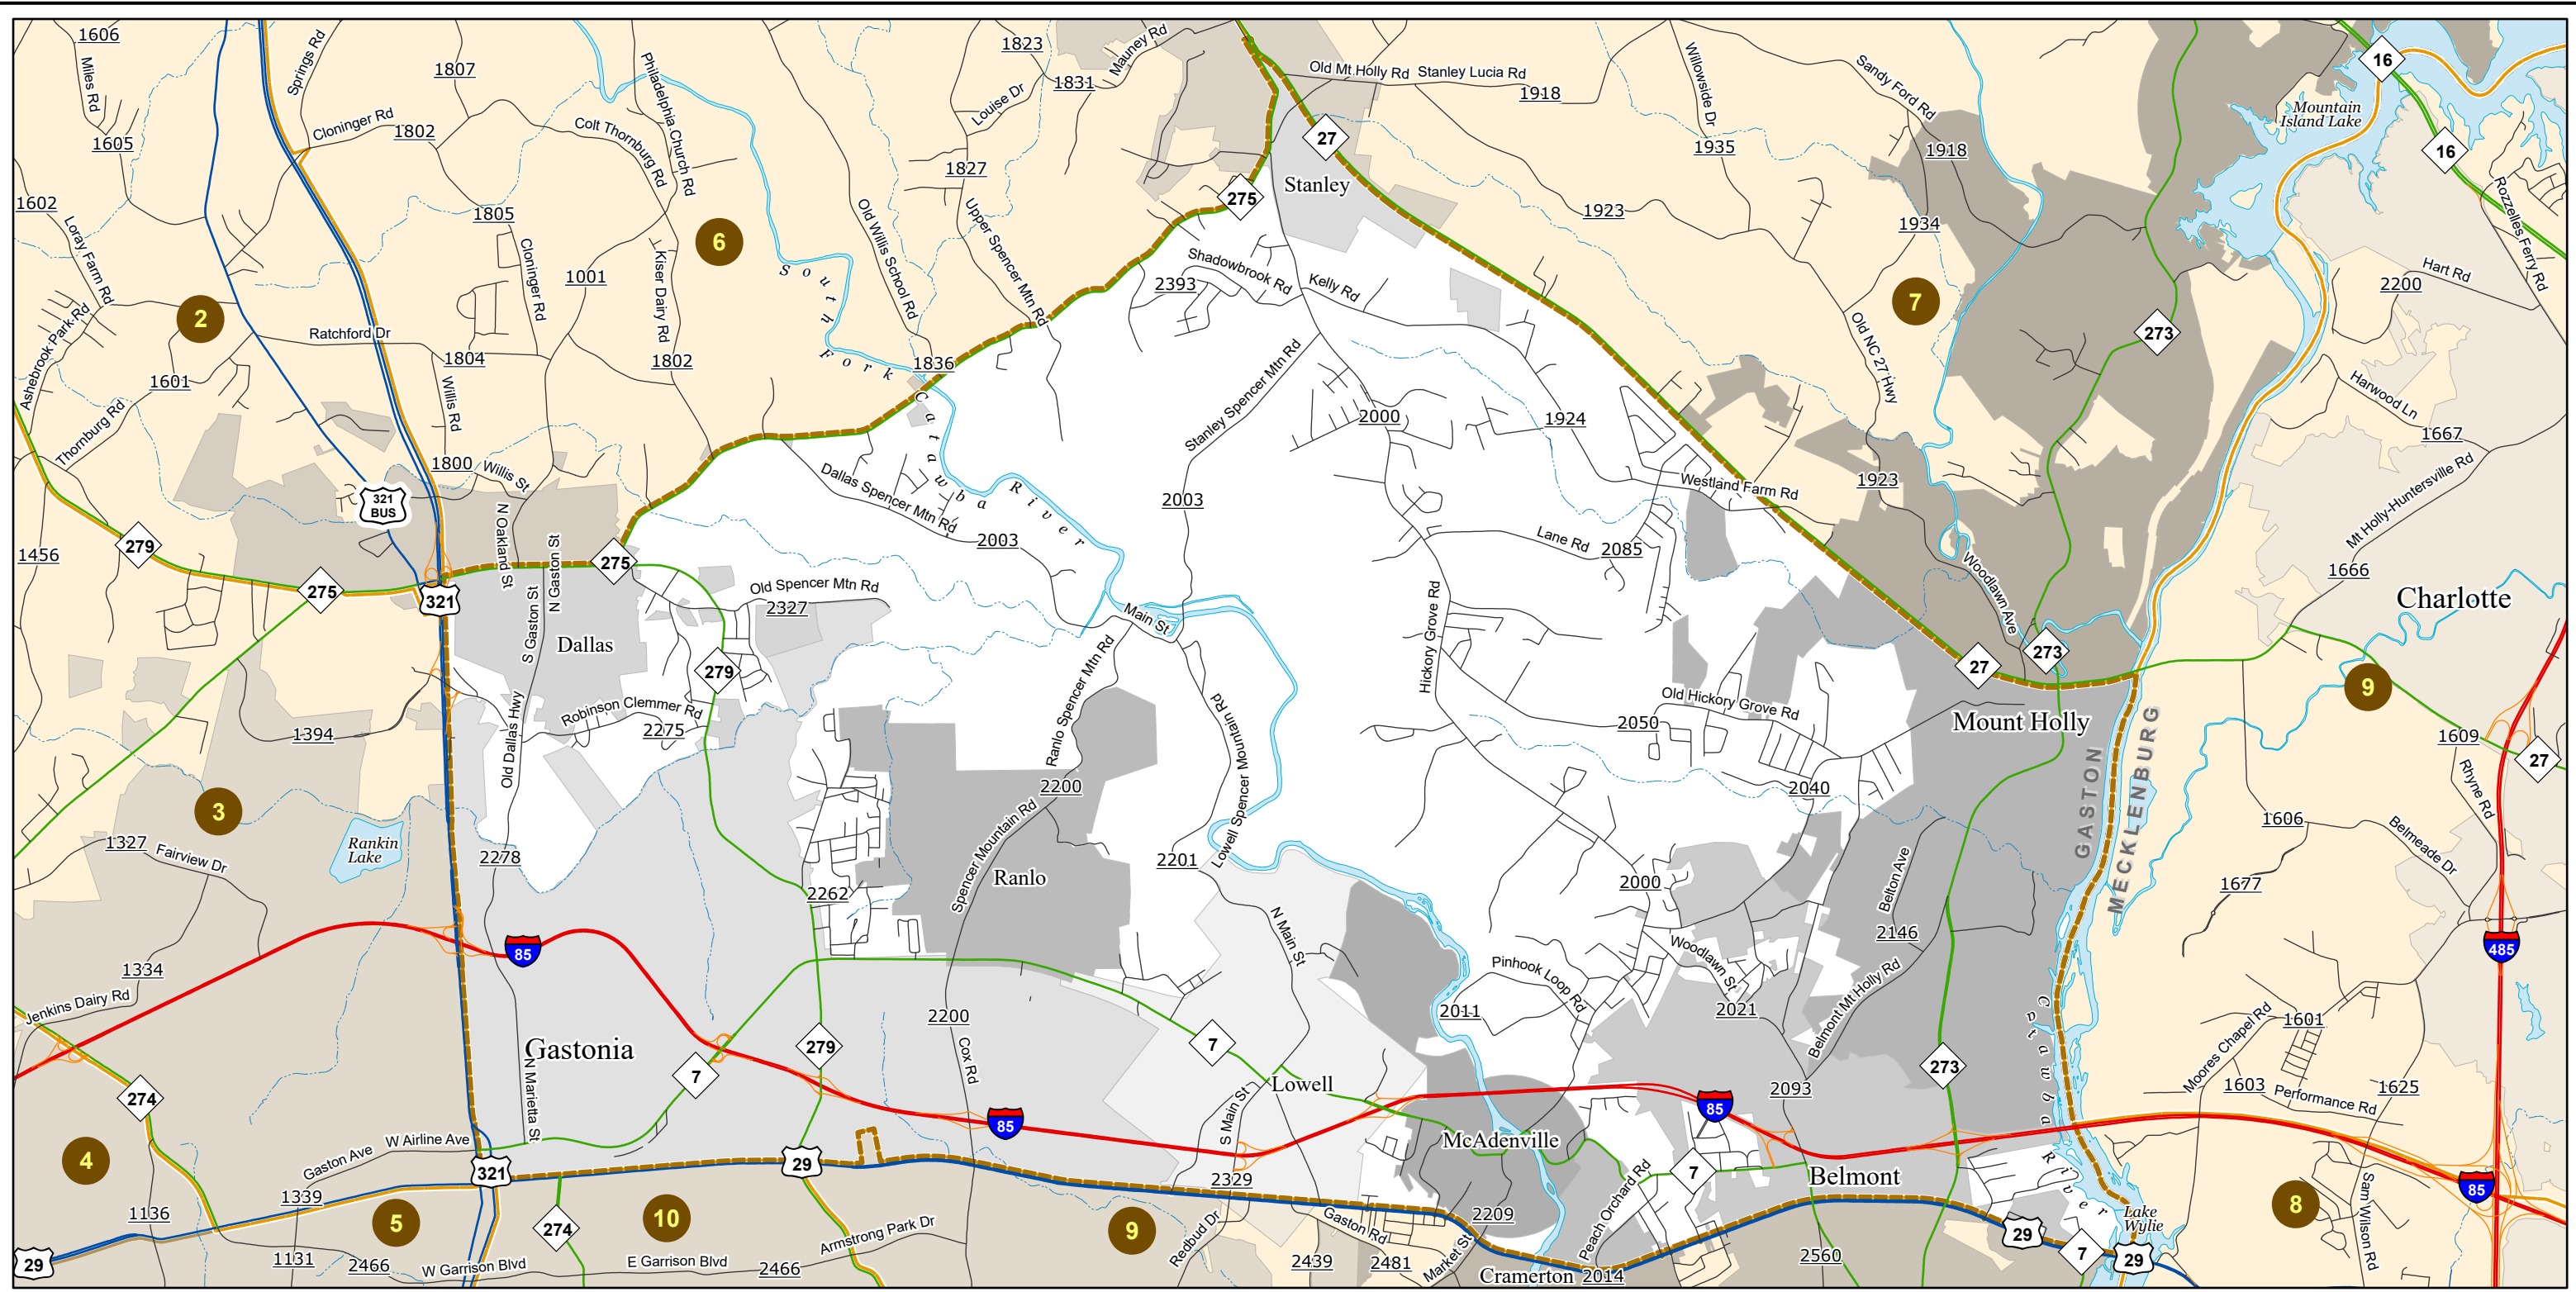 1606
Miles Rd
1605
Springs Rd
1807
Cloninger Rd
1802
Colt Thornburg Rd
Philadelphia Church Rd
1823
Louise Dr
1831
Mauney Rd
1827
Old Mt Holly Rd
Stanley Lucia Rd
1918
Willowside Dr
1935
Sandy Ford Rd
1918
16
Mountain
Island Lake
16
Rozzelles Ferry Rd
27
275
Stanley
1602
Loray Farm Rd
1805
Cloninger Rd
1001
Kiser Dairy Rd
6
South Fork
Catawba River
Old Willis School Rd
Upper Spencer Mtn Rd
1923
1934
7
Hart Rd
2200
273
Shadowbrook Rd
2393
Kelly Rd
2
Ashebrook Park Rd
Ratchford Dr
1804
Willis Rd
1802
1836
1601
Thornburg Rd
Old NC 27 Hwy
Harwood Ln
1667
Stanley Spencer Mtn Rd
2000
1924
1800
Willis St
321
BUS
Dallas Spencer Mtn Rd
2003
2003
Westland Farm Rd
1923
Mt Holly-Huntersville Rd
1666
N Oakland St
N Gaston St
S Gaston St
275
1456
279
275
321
Lane Rd
2085
Woodlawn Ave
Charlotte
Old Spencer Mtn Rd
2327
Main St
Hickory Grove Rd
Dallas
279
27
273
9
Ranlo Spencer Mtn Rd
Lowell Spencer Mountain Rd
Old Hickory Grove Rd
2050
Mount Holly
Robinson Clemmer Rd
2275
Old Dallas Hwy
1394
GASTON
MECKLENBURG
1609
27
Rhyne Rd
2200
2040
3
Rankin
Lake
1327
Fairview Dr
2278
Spencer Mountain Rd
1606
Belmeade Dr
2201
Ranlo
2262
2000
Belton Ave
1677
N Main St
2146
485
85
Woodlawn St
Pinhook Loop Rd
1334
Jenkins Dairy Rd
2011
2021
Belmont Mt Holly Rd
Catawba River
1601
Moores Chapel Rd
2200
Gastonia
279
7
Cox Rd
7
Lowell
274
N Marietta St
85
85
2093
273
1603
Performance Rd
1625
S Main St
McAdenville
4
W Airline Ave
Gaston Ave
321
29
7
Belmont
1339
2329
Peach Orchard Rd
85
8
Sam Wilson Rd
1136
5
274
10
9
Redbud Dr
Gaston Rd
2209
Lake
Wylie
29
7
29
29
1131
2466
W Garrison Blvd
E Garrison Blvd
2466
Armstrong Park Dr
2439
2481
Market St
Cramerton
2014
2560